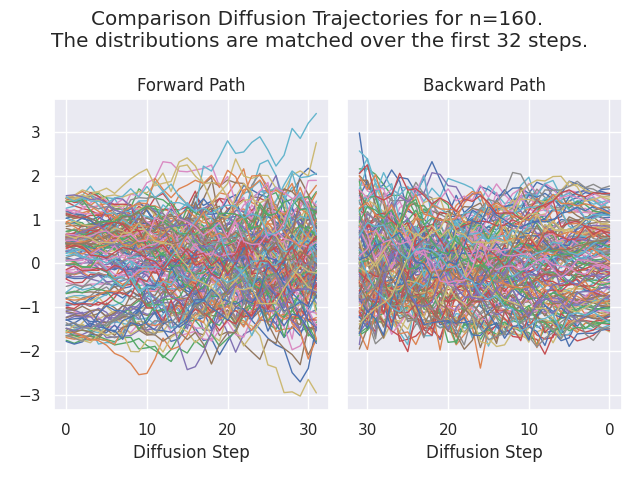 Comparison Diffusion Trajectories for n=160.
The distributions are matched over the first 32 steps.
Forward Path
Backward Path
3
2
1
0
−1
−2
−3
0 10 20 30
30 20 10 0
Diffusion Step
Diffusion Step